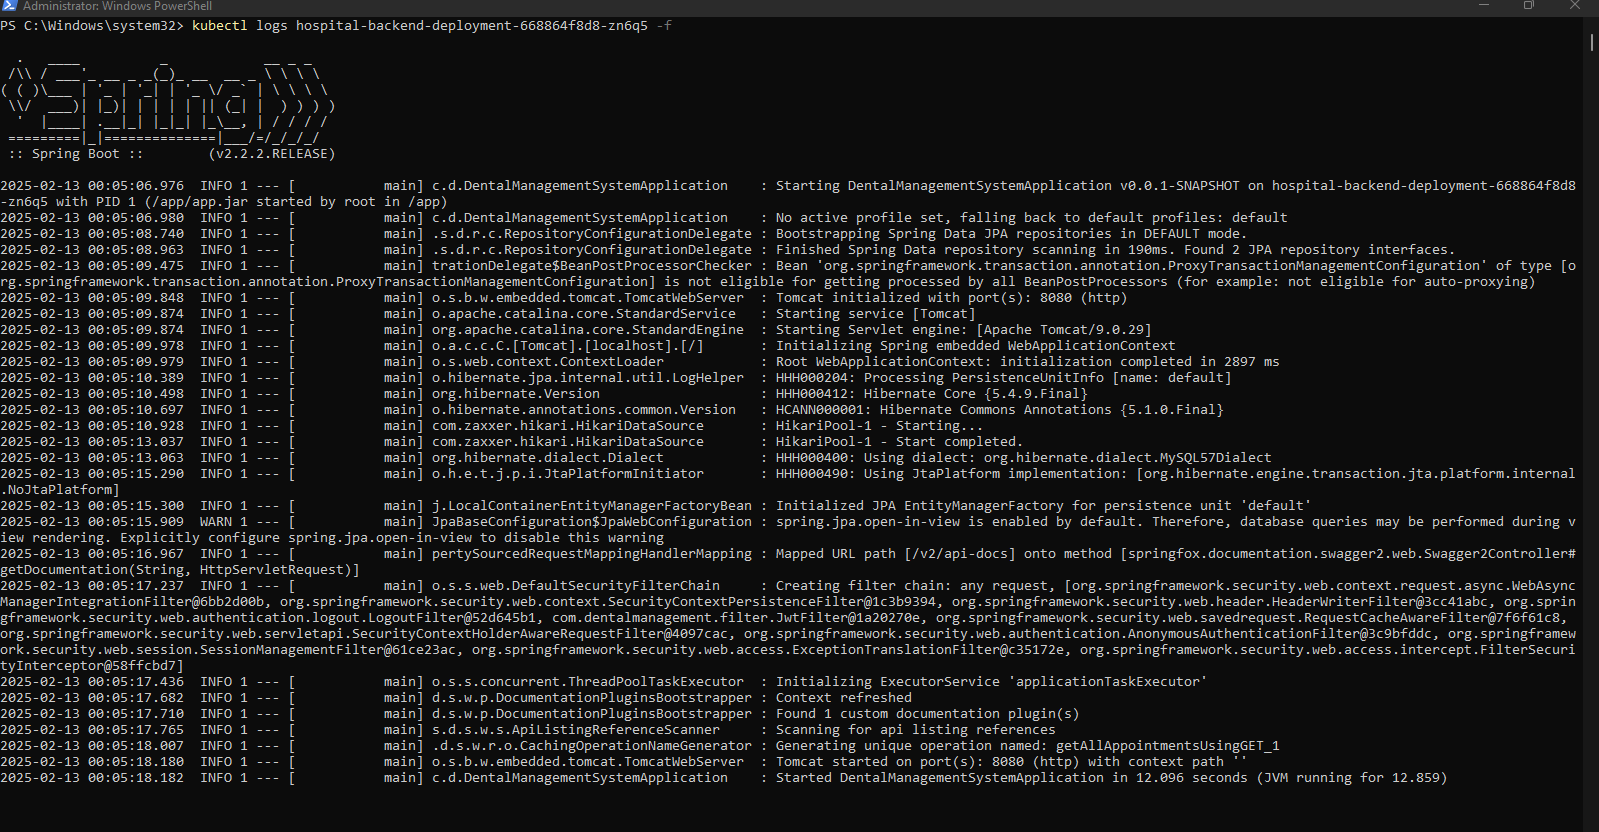 Administrator: Windows PowerShell
PS C:\Windows\system32> kubectl logs hospital-backend-deployment-668864f8d8-zn6q5 -f
  .   ____          _            __ _ _
 /\\ / ___'_ __ _ _(_)_ __  __ _ \ \ \ \
( ( )\___ | '_ | '_| | '_ \/ _` | \ \ \ \
 \\/  ___)| |_)| | | | | || (_| |  ) ) ) )
  '  |____| .__|_| |_|_| |_\__, | / / / /
 =========|_|==============|___/=/_/_/_/
 :: Spring Boot ::        (v2.2.2.RELEASE)
2025-02-13 00:05:06.976  INFO 1 --- [           main] c.d.DentalManagementSystemApplication    : Starting DentalManagementSystemApplication v0.0.1-SNAPSHOT on hospital-backend-deployment-668864f8d8
-zn6q5 with PID 1 (/app/app.jar started by root in /app)
2025-02-13 00:05:06.980  INFO 1 --- [           main] c.d.DentalManagementSystemApplication    : No active profile set, falling back to default profiles: default
2025-02-13 00:05:08.740  INFO 1 --- [           main] .s.d.r.c.RepositoryConfigurationDelegate : Bootstrapping Spring Data JPA repositories in DEFAULT mode.
2025-02-13 00:05:08.963  INFO 1 --- [           main] .s.d.r.c.RepositoryConfigurationDelegate : Finished Spring Data repository scanning in 190ms. Found 2 JPA repository interfaces.
2025-02-13 00:05:09.475  INFO 1 --- [           main] trationDelegate$BeanPostProcessorChecker : Bean 'org.springframework.transaction.annotation.ProxyTransactionManagementConfiguration' of type [o
rg.springframework.transaction.annotation.ProxyTransactionManagementConfiguration] is not eligible for getting processed by all BeanPostProcessors (for example: not eligible for auto-proxying)
2025-02-13 00:05:09.848  INFO 1 --- [           main] o.s.b.w.embedded.tomcat.TomcatWebServer  : Tomcat initialized with port(s): 8080 (http)
2025-02-13 00:05:09.874  INFO 1 --- [           main] o.apache.catalina.core.StandardService   : Starting service [Tomcat]
2025-02-13 00:05:09.874  INFO 1 --- [           main] org.apache.catalina.core.StandardEngine  : Starting Servlet engine: [Apache Tomcat/9.0.29]
2025-02-13 00:05:09.978  INFO 1 --- [           main] o.a.c.c.C.[Tomcat].[localhost].[/]       : Initializing Spring embedded WebApplicationContext
2025-02-13 00:05:09.979  INFO 1 --- [           main] o.s.web.context.ContextLoader            : Root WebApplicationContext: initialization completed in 2897 ms
2025-02-13 00:05:10.389  INFO 1 --- [           main] o.hibernate.jpa.internal.util.LogHelper  : HHH000204: Processing PersistenceUnitInfo [name: default]
2025-02-13 00:05:10.498  INFO 1 --- [           main] org.hibernate.Version                    : HHH000412: Hibernate Core {5.4.9.Final}
2025-02-13 00:05:10.697  INFO 1 --- [           main] o.hibernate.annotations.common.Version   : HCANN000001: Hibernate Commons Annotations {5.1.0.Final}
2025-02-13 00:05:10.928  INFO 1 --- [           main] com.zaxxer.hikari.HikariDataSource       : HikariPool-1 - Starting...
2025-02-13 00:05:13.037  INFO 1 --- [           main] com.zaxxer.hikari.HikariDataSource       : HikariPool-1 - Start completed.
2025-02-13 00:05:13.063  INFO 1 --- [           main] org.hibernate.dialect.Dialect            : HHH000400: Using dialect: org.hibernate.dialect.MySQL57Dialect
2025-02-13 00:05:15.290  INFO 1 --- [           main] o.h.e.t.j.p.i.JtaPlatformInitiator       : HHH000490: Using JtaPlatform implementation: [org.hibernate.engine.transaction.jta.platform.internal
.NoJtaPlatform]
2025-02-13 00:05:15.300  INFO 1 --- [           main] j.LocalContainerEntityManagerFactoryBean : Initialized JPA EntityManagerFactory for persistence unit 'default'
2025-02-13 00:05:15.909  WARN 1 --- [           main] JpaBaseConfiguration$JpaWebConfiguration : spring.jpa.open-in-view is enabled by default. Therefore, database queries may be performed during v
iew rendering. Explicitly configure spring.jpa.open-in-view to disable this warning
2025-02-13 00:05:16.967  INFO 1 --- [           main] pertySourcedRequestMappingHandlerMapping : Mapped URL path [/v2/api-docs] onto method [springfox.documentation.swagger2.web.Swagger2Controller#
getDocumentation(String, HttpServletRequest)]
2025-02-13 00:05:17.237  INFO 1 --- [           main] o.s.s.web.DefaultSecurityFilterChain     : Creating filter chain: any request, [org.springframework.security.web.context.request.async.WebAsync
ManagerIntegrationFilter@6bb2d00b, org.springframework.security.web.context.SecurityContextPersistenceFilter@1c3b9394, org.springframework.security.web.header.HeaderWriterFilter@3cc41abc, org.sprin
gframework.security.web.authentication.logout.LogoutFilter@52d645b1, com.dentalmanagement.filter.JwtFilter@1a20270e, org.springframework.security.web.savedrequest.RequestCacheAwareFilter@7f6f61c8,
org.springframework.security.web.servletapi.SecurityContextHolderAwareRequestFilter@4097cac, org.springframework.security.web.authentication.AnonymousAuthenticationFilter@3c9bfddc, org.springframew
ork.security.web.session.SessionManagementFilter@61ce23ac, org.springframework.security.web.access.ExceptionTranslationFilter@c35172e, org.springframework.security.web.access.intercept.FilterSecuri
tyInterceptor@58ffcbd7]
2025-02-13 00:05:17.436  INFO 1 --- [           main] o.s.s.concurrent.ThreadPoolTaskExecutor  : Initializing ExecutorService 'applicationTaskExecutor'
2025-02-13 00:05:17.682  INFO 1 --- [           main] d.s.w.p.DocumentationPluginsBootstrapper : Context refreshed
2025-02-13 00:05:17.710  INFO 1 --- [           main] d.s.w.p.DocumentationPluginsBootstrapper : Found 1 custom documentation plugin(s)
2025-02-13 00:05:17.765  INFO 1 --- [           main] s.d.s.w.s.ApiListingReferenceScanner     : Scanning for api listing references
2025-02-13 00:05:18.007  INFO 1 --- [           main] .d.s.w.r.o.CachingOperationNameGenerator : Generating unique operation named: getAllAppointmentsUsingGET_1
2025-02-13 00:05:18.180  INFO 1 --- [           main] o.s.b.w.embedded.tomcat.TomcatWebServer  : Tomcat started on port(s): 8080 (http) with context path ''
2025-02-13 00:05:18.182  INFO 1 --- [           main] c.d.DentalManagementSystemApplication    : Started DentalManagementSystemApplication in 12.096 seconds (JVM running for 12.859)